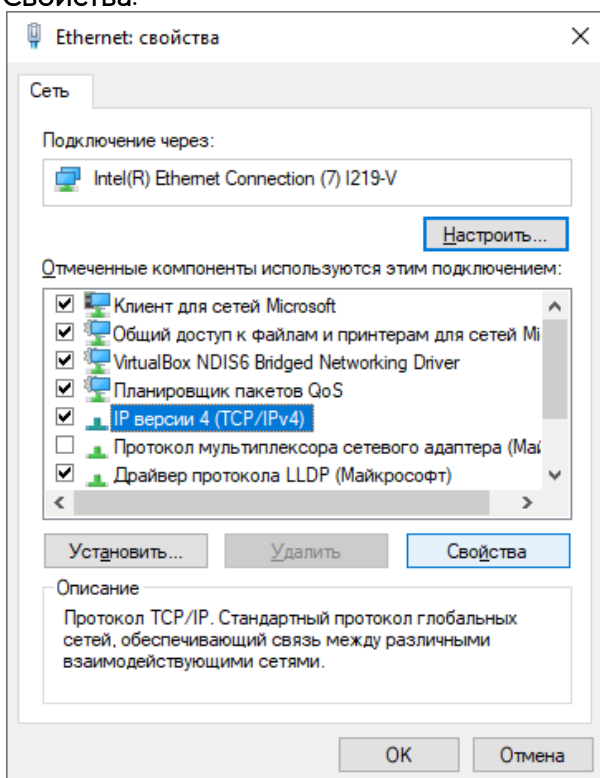 Свойства.
Ethernet: свойства
Сеть
Подключение через:
Intel(R) Ethernet Connection (7) I219-V
Настроить...
Отмеченные компоненты используются этим подключением:
Клиент для сетей Microsoft
Общий доступ к файлам и принтерам для сетей Mi
VirtualBox NDIS6 Bridged Networking Driver
Планировщик пакетов QoS
IP версии 4 (TCP/IPv4)
Протокол мультиплексора сетевого адаптера (Май
Драйвер протокола LLDP (Майкрософт)
Установить...
Удалить
Свойства
Описание
Протокол TCP/IP. Стандартный протокол глобальных
сетей, обеспечивающий связь между различными
взаимодействующими сетями.
OK
Отмена